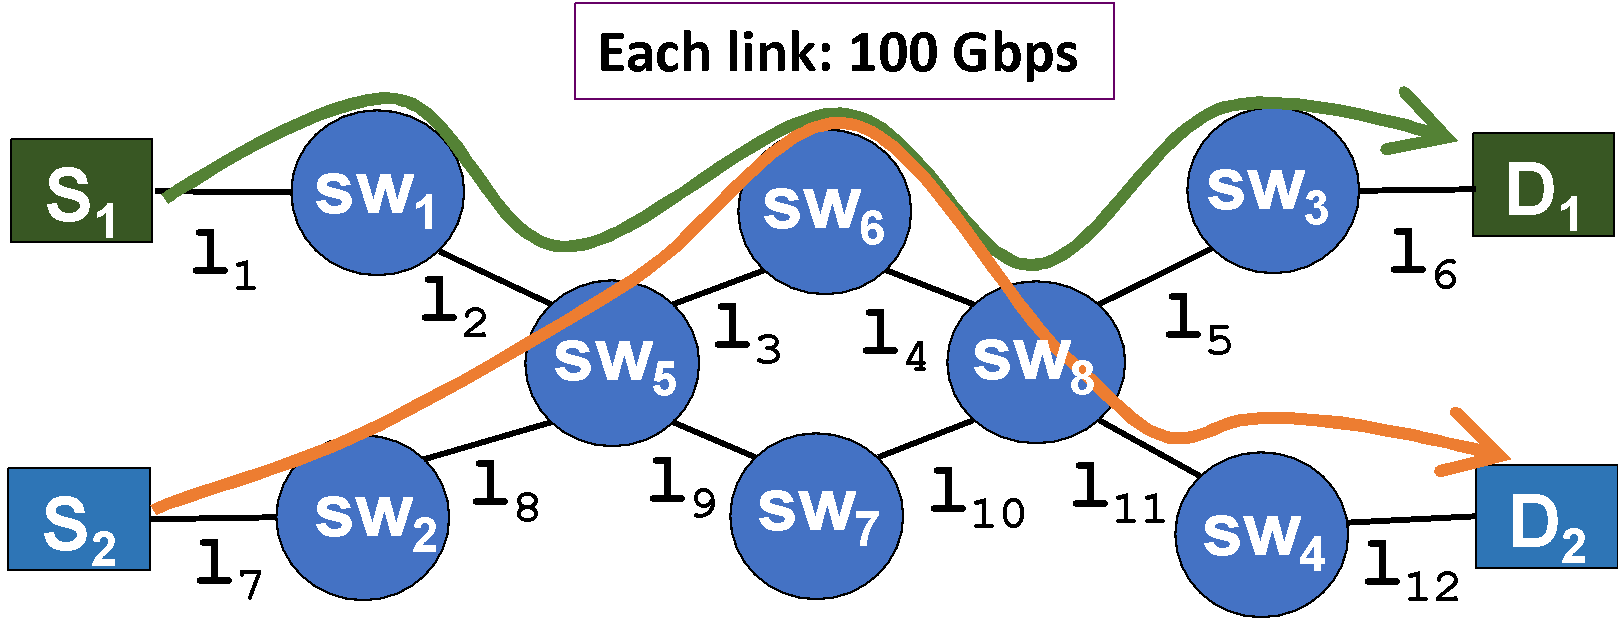 Each link: 100 Gbps
S1
sw1
sw6
sw3
D1
l1
l2
l3
l4
l5
l6
sw5
sw8
S2
sw2
l8
l9
sw7
l10
l11
sw4
D2
l7
l12